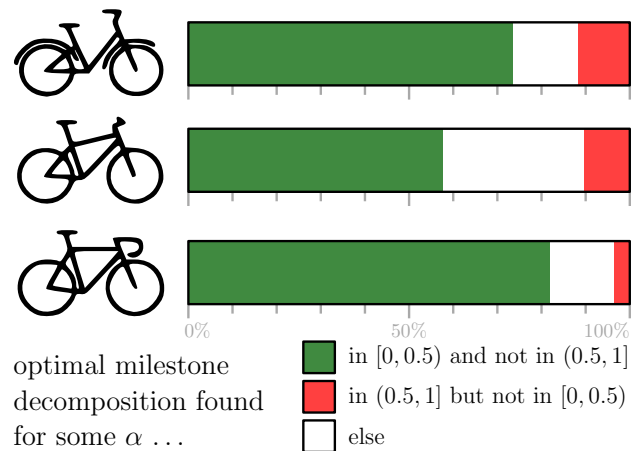 0% 50% 100%
optimal milestone
decomposition found
for some α ...
in [0, 0.5) and not in (0.5, 1]
in (0.5, 1] but not in [0, 0.5)
else